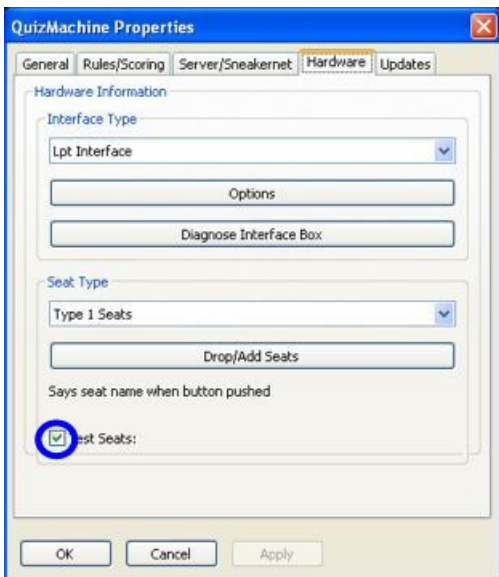 QuizMachine Properties
General Rules/Scoring Server/Sneakernet Hardware Updates
Hardware Information
Interface Type
Lpt Interface
Options
Diagnose Interface Box
Seat Type
Type 1 Seats
Drop/Add Seats
Says seat name when button pushed
est Seats:
OK Cancel Apply